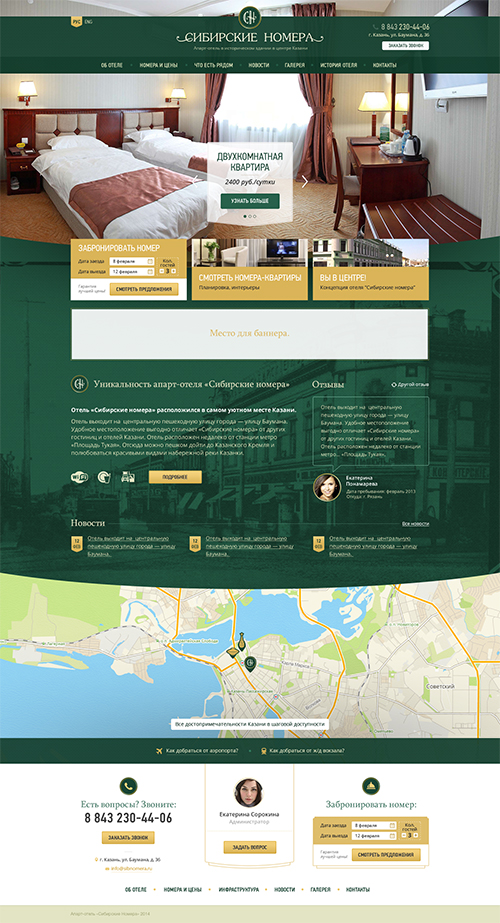 РУС ENG
СИБИРСКИЕ НОМЕРА
Апарт-отель в историческом здании в центре Казани
8 843 230-44-06
г. Казань, ул. Баумана, д. 36
ЗАКАЗАТЬ ЗВОНОК
ОБ ОТЕЛЕ НОМЕРА И ЦЕНЫ ЧТО ЕСТЬ РЯДОМ НОВОСТИ ГАЛЕРЕЯ ИСТОРИЯ ОТЕЛЯ КОНТАКТЫ
ДВУХКОМНАТНАЯ
КВАРТИРА
2400 руб./сутки
УЗНАТЬ БОЛЬШЕ
ЗАБРОНИРОВАТЬ НОМЕР
Дата заезда 8 февраля Кол. гостей
Дата выезда 12 февраля 3
Гарантия
лучшей цены!
СМОТРЕТЬ ПРЕДЛОЖЕНИЯ
СМОТРЕТЬ НОМЕРА-КВАРТИРЫ
Планировка, интерьеры
ВЫ В ЦЕНТРЕ!
Концепция отеля "Сибирские номера"
Место для баннера.
Уникальность апарт-отеля «Сибирские номера»
Отель «Сибирские номера» расположился в самом уютном месте Казани.
Отель выходит на центральную пешеходную улицу города — улицу Баумана.
Удобное местоположение выгодно отличает «Сибирские номера» от других
гостиниц и отелей Казани. Отель расположен недалеко от станции метро
«Площадь Тукая». Отсюда можно пешком дойти до Казанского Кремля и
полюбоваться красивыми видами набережной реки Казани.
WiFi
ПОДРОБНЕЕ
Отзывы
Другой отзыв
Отель выходит на центральную
пешеходную улицу города — улицу
Баумана. Удобное местоположение
выгодно отличает «Сибирские номера»
от других гостиниц и отелей Казани.
Отель расположен недалеко от станции
метро... «Площадь Тукая».
Екатерина
Пономарева
Дата пребывания: февраль 2013
Откуда: г. Рязань
Новости
Все новости
12 ФЕВ
Отель выходит на центральную
пешеходную улицу города — улицу
Баумана.
12 ФЕВ
Отель выходит на центральную
пешеходную улицу города — улицу
Баумана.
12 ФЕВ
Отель выходит на центральную
пешеходную улицу города — улицу
Баумана.
Советский
Все достопримечательности Казани в шаговой доступности
Как добраться от аэропорта? Как добраться от ж/д вокзала?
Есть вопросы? Звоните:
8 843 230-44-06
ЗАКАЗАТЬ ЗВОНОК
г. Казань, ул. Баумана, д. 36
Екатерина Сорокина
Администратор
ЗАДАТЬ ВОПРОС
Забронировать номер:
Дата заезда 8 февраля Кол. гостей
Дата выезда 12 февраля 3
Гарантия
лучшей цены!
СМОТРЕТЬ ПРЕДЛОЖЕНИЯ
ОБ ОТЕЛЕ НОМЕРА И ЦЕНЫ ИНФРАСТРУКТУРА НОВОСТИ ГАЛЕРЕЯ КОНТАКТЫ
Апарт-отель «Сибирские номера» 2014